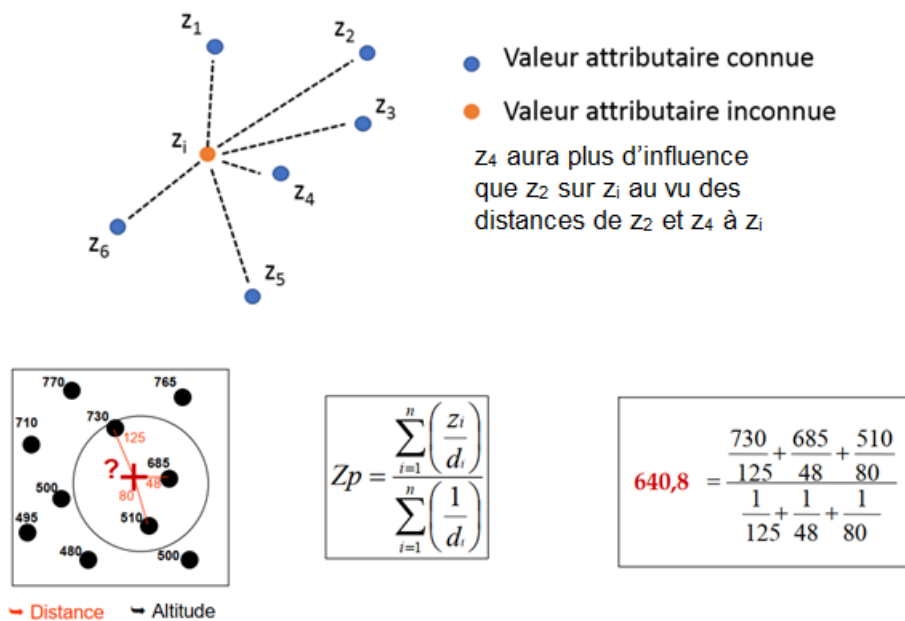 z1
z2
z3
zi
z4
z6
z5
Valeur attributaire connue
Valeur attributaire inconnue
z4 aura plus d’influence
que z2 sur zi au vu des
distances de z2 et z4 à zi
770
765
730
710
125
685
?
48
80
500
510
495
480
500
Distance
Altitude
Zp = ∑_{i=1}^{n} (zi / di) / ∑_{i=1}^{n} (1 / di)
640,8 = (730/125 + 685/48 + 510/80) / (1/125 + 1/48 + 1/80)